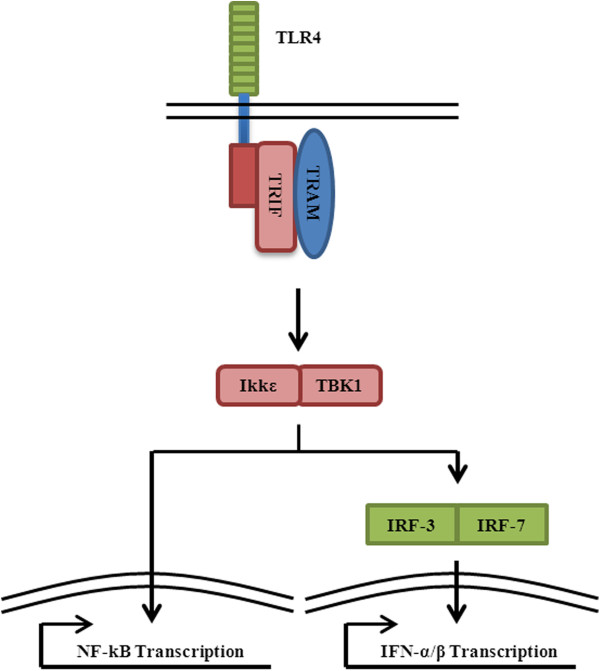 TLR4
TRIF
TRAM
Ikkε
TBK1
IRF-3
IRF-7
NF-kB Transcription
IFN-α/β Transcription